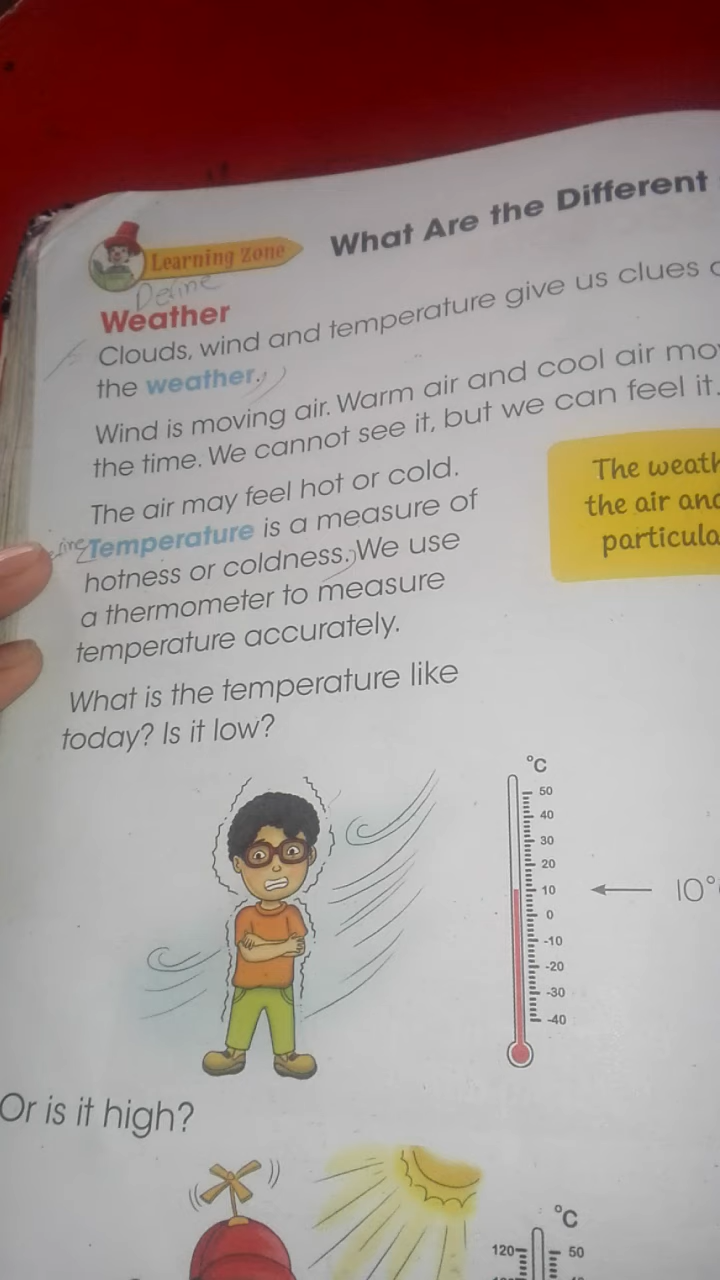 What Are the Different
Learning Zone
Define
Weather
Clouds, wind and temperature give us clues
the weather.
Wind is moving air. Warm air and cool air
the time. We cannot see it, but we can feel it.
The air may feel hot or cold.
Temperature is a measure of
hotness or coldness. We use
a thermometer to measure
temperature accurately.
The
the air
What is the temperature like
today? Is it low?
°C
50
40
30
20
10
0
-10
-20
-30
-40
10°
Or is it high?
°C
120
50